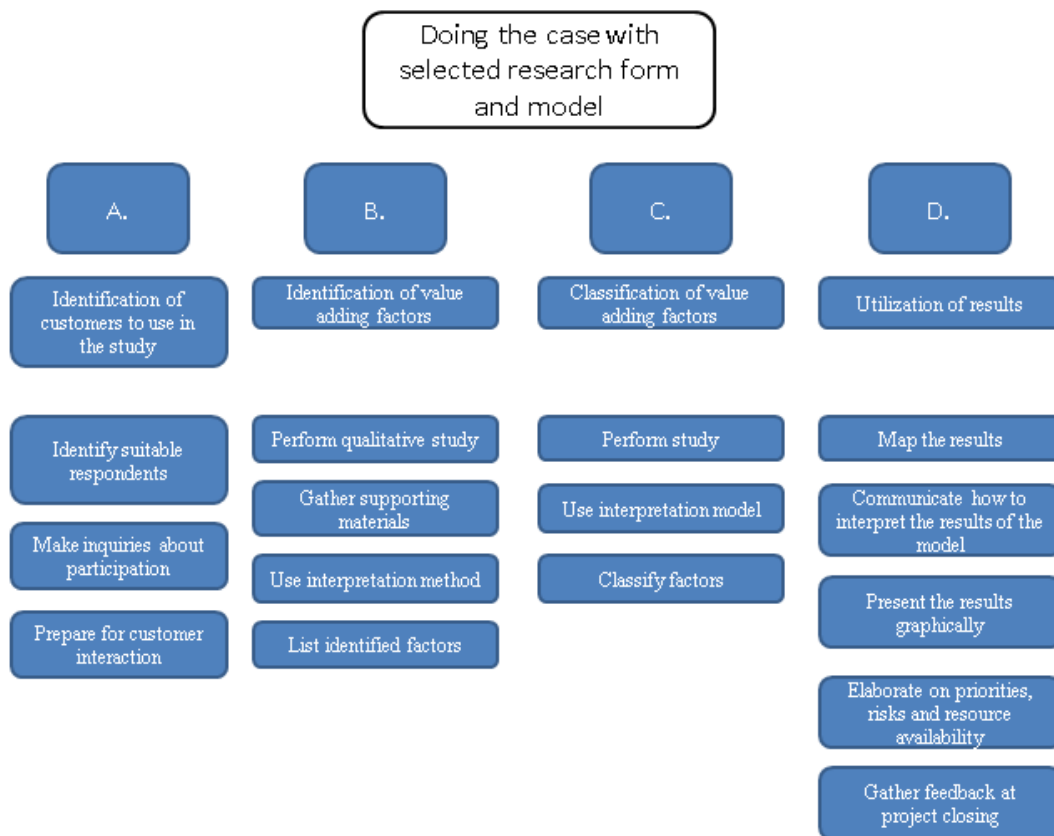 Doing the case with
selected research form
and model
A.
B.
C.
D.
Identification of
customers to use in
the study
Identification of value
adding factors
Classification of value
adding factors
Utilization of results
Identify suitable
respondents
Make inquiries about
participation
Prepare for customer
interaction
Perform qualitative study
Gather supporting
materials
Use interpretation method
List identified factors
Perform study
Use interpretation model
Classify factors
Map the results
Communicate how to
interpret the results of the
model
Present the results
graphically
Elaborate on priorities,
risks and resource
availability
Gather feedback at
project closing